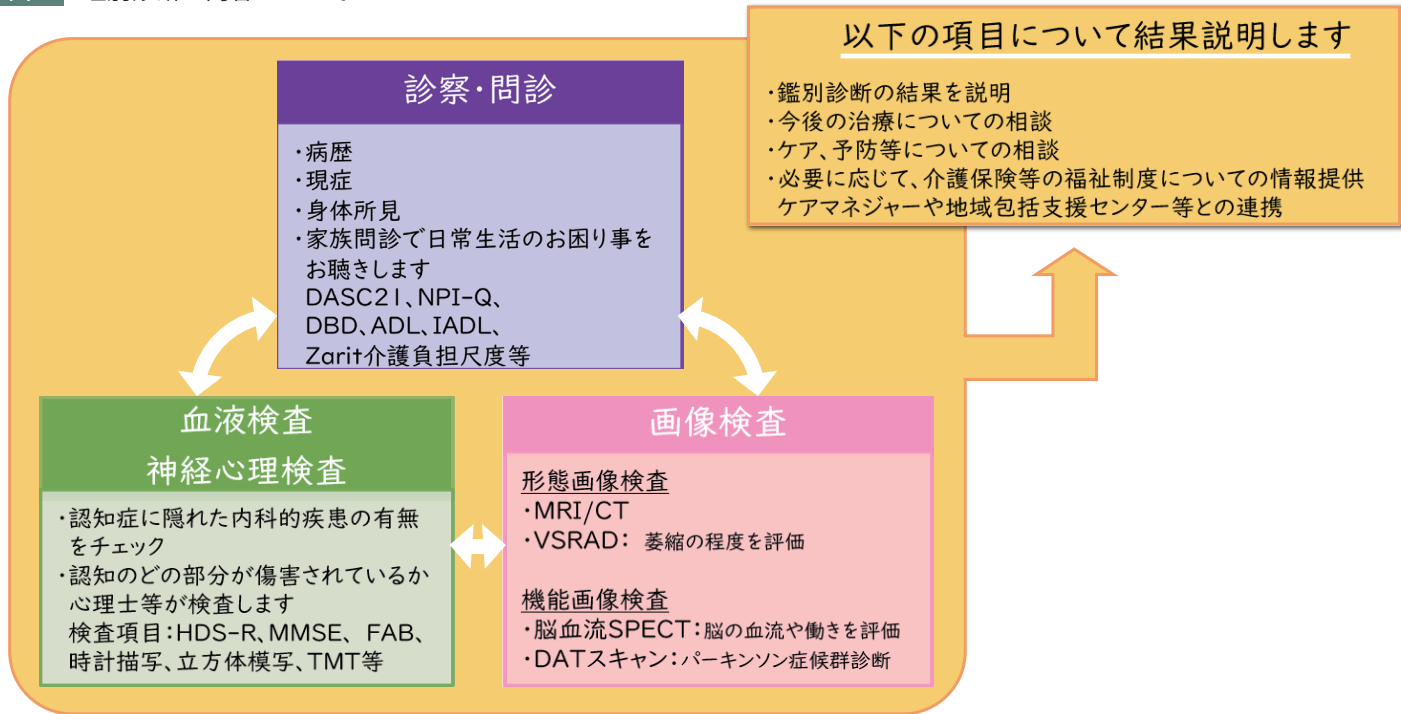 診察・問診
・病歴
・現症
・身体所見
・家族問診で日常生活のお困り事を
お聴きします
DASC21、NPI-Q、
DBD、ADL、IADL、
Zarit介護負担尺度等
血液検査
神経心理検査
・認知症に隠れた内科的疾患の有無
をチェック
・認知のどの部分が傷害されているか
心理士等が検査します
検査項目：HDS-R、MMSE、FAB、
時計描写、立方体模写、TMT等
画像検査
形態画像検査
・MRI/CT
・VSRAD： 萎縮の程度を評価
機能画像検査
・脳血流SPECT：脳の血流や働きを評価
・DATスキャン：パーキンソン症候群診断
以下の項目について結果説明します
・鑑別診断の結果を説明
・今後の治療についての相談
・ケア、予防等についての相談
・必要に応じて、介護保険等の福祉制度についての情報提供
ケアマネジャーや地域包括支援センター等との連携